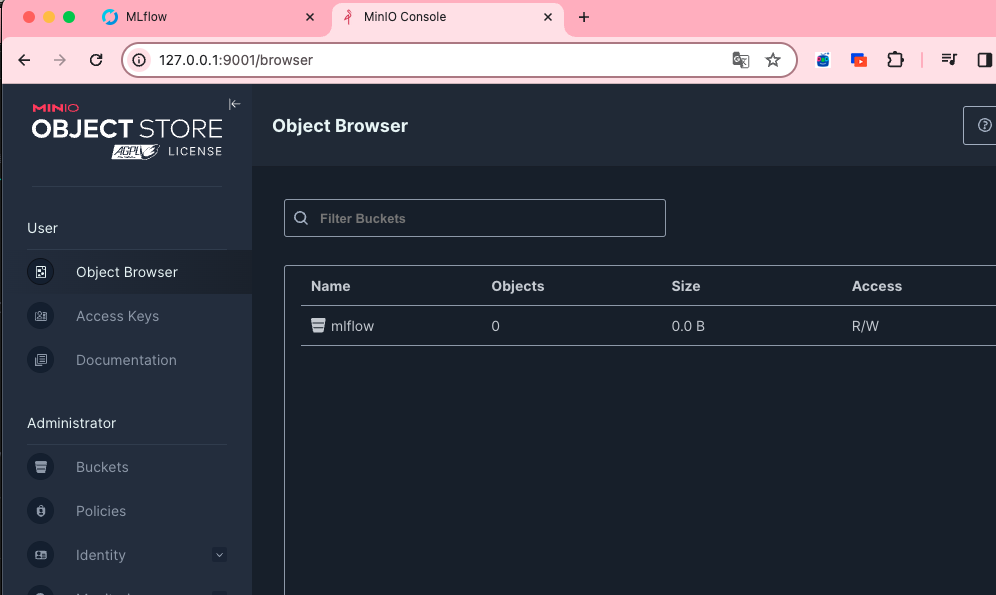 MLflow
MinIO Console
127.0.0.1:9001/browser
MINIO
OBJECT STORE
AGPL LICENSE
Object Browser
User
Filter Buckets
Object Browser
Access Keys
Documentation
Name Objects Size Access
mlflow 0 0.0 B R/W
Administrator
Buckets
Policies
Identity